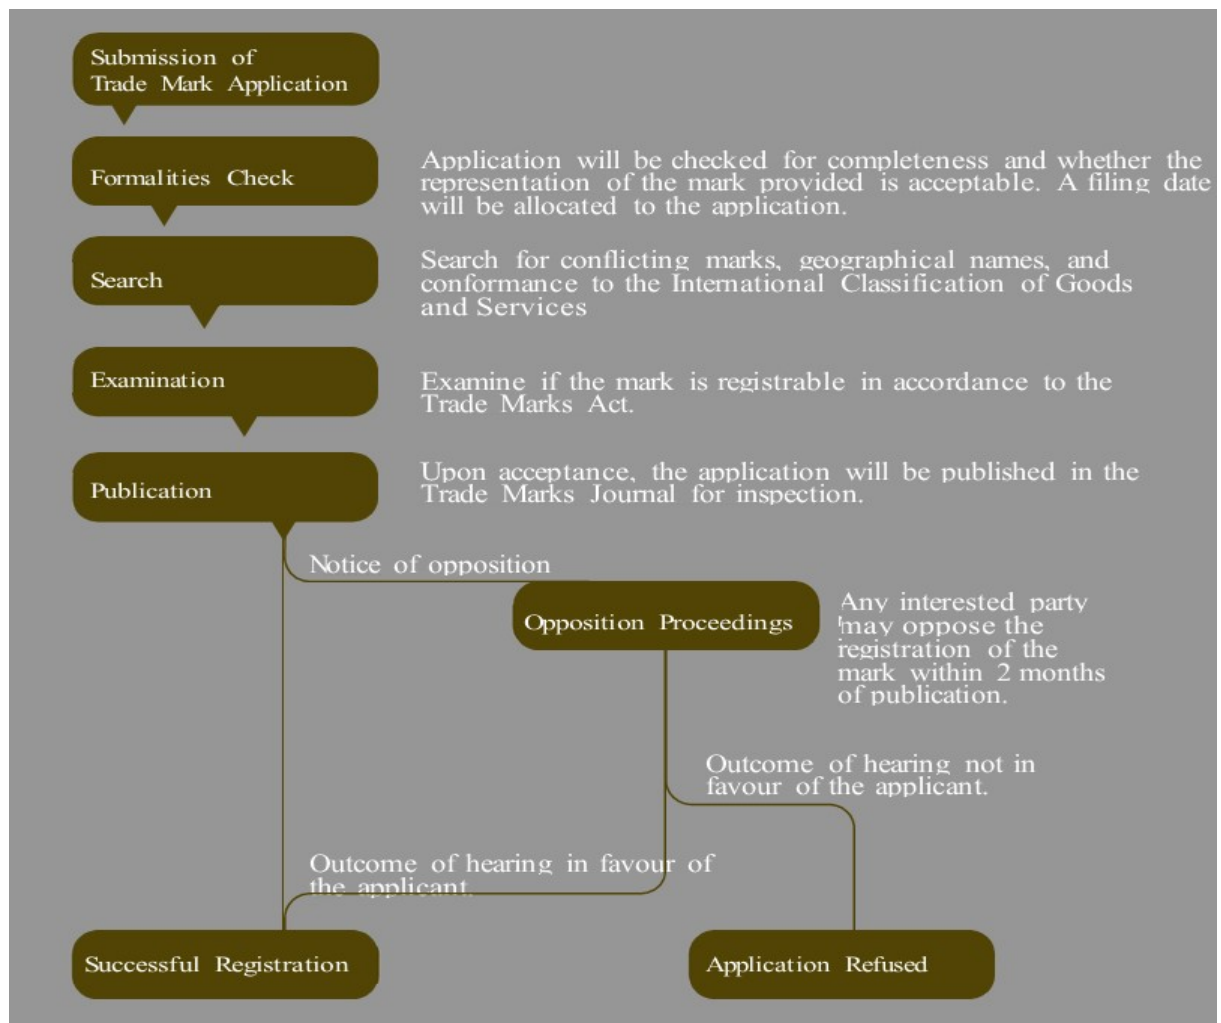 Submission of
Trade Mark Application
Formalities Check
Application will be checked for completeness and whether the
representation of the mark provided is acceptable. A filing date
will be allocated to the application.
Search
Search for conflicting marks, geographical names, and
conformance to the International Classification of Goods
and Services
Examination
Examine if the mark is registrable in accordance to the
Trade Marks Act.
Publication
Upon acceptance, the application will be published in the
Trade Marks Journal for inspection.
Notice of opposition
Opposition Proceedings
Any interested party
may oppose the
registration of the
mark within 2 months
of publication.
Outcome of hearing not in
favour of the applicant.
Outcome of hearing in favour of
the applicant.
Successful Registration
Application Refused